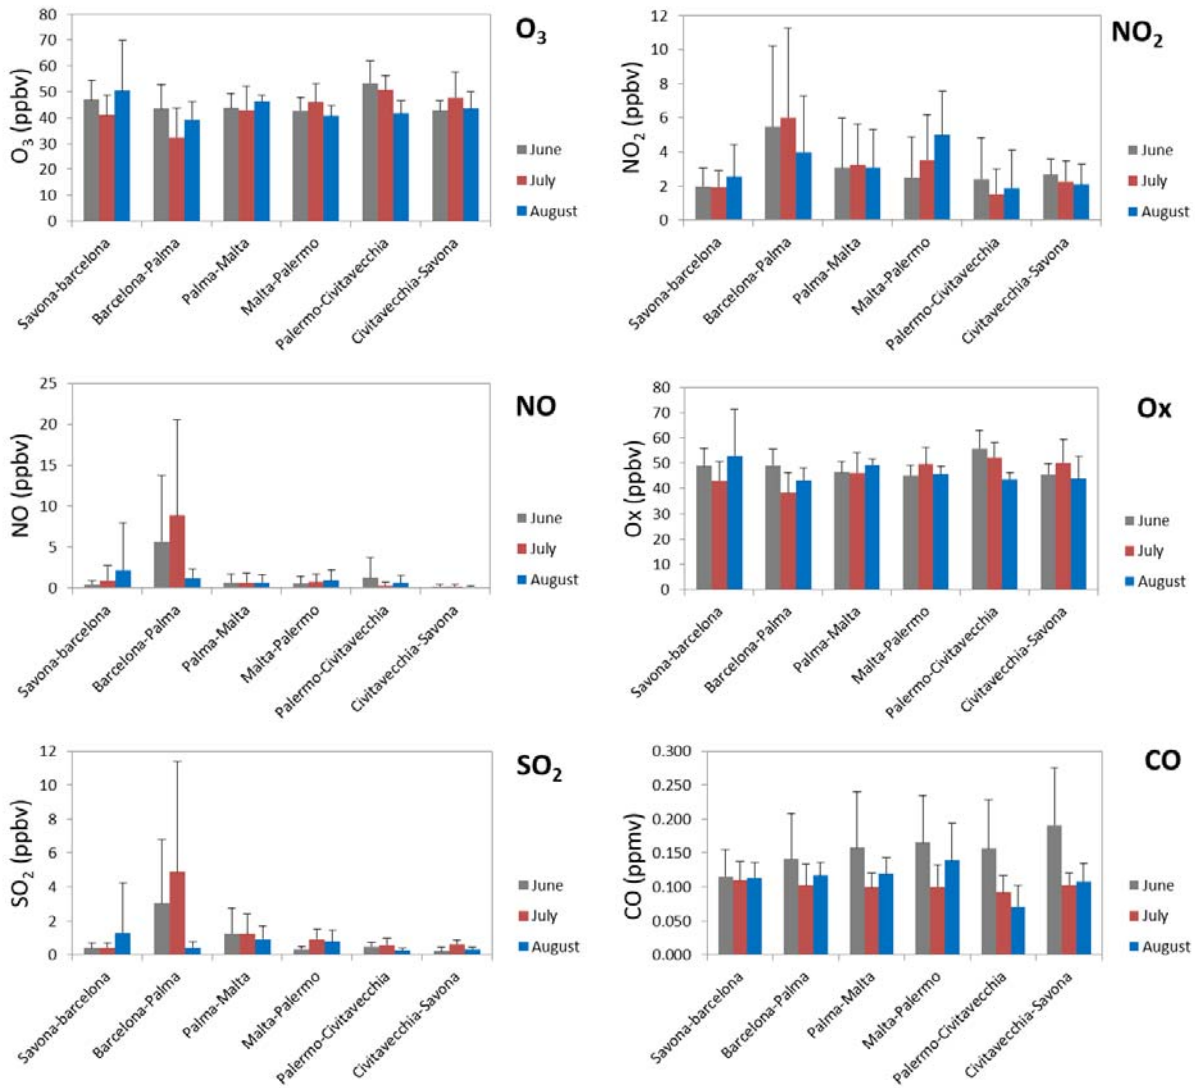 O3
O3 (ppbv)
80
70
60
50
40
30
20
10
0
Savona-barcelona
Barcelona-Palma
Palma-Malta
Malta-Palermo
Palermo-Civitavecchia
Civitavecchia-Savona
June
July
August
NO2
NO2 (ppbv)
12
10
8
6
4
2
0
Savona-barcelona
Barcelona-Palma
Palma-Malta
Malta-Palermo
Palermo-Civitavecchia
Civitavecchia-Savona
June
July
August
NO
NO (ppbv)
25
20
15
10
5
0
Savona-barcelona
Barcelona-Palma
Palma-Malta
Malta-Palermo
Palermo-Civitavecchia
Civitavecchia-Savona
June
July
August
Ox
Ox (ppbv)
80
70
60
50
40
30
20
10
0
Savona-barcelona
Barcelona-Palma
Palma-Malta
Malta-Palermo
Palermo-Civitavecchia
Civitavecchia-Savona
June
July
August
SO2
SO2 (ppbv)
12
10
8
6
4
2
0
Savona-barcelona
Barcelona-Palma
Palma-Malta
Malta-Palermo
Palermo-Civitavecchia
Civitavecchia-Savona
June
July
August
CO
CO (ppmv)
0.300
0.250
0.200
0.150
0.100
0.050
0.000
Savona-barcelona
Barcelona-Palma
Palma-Malta
Malta-Palermo
Palermo-Civitavecchia
Civitavecchia-Savona
June
July
August